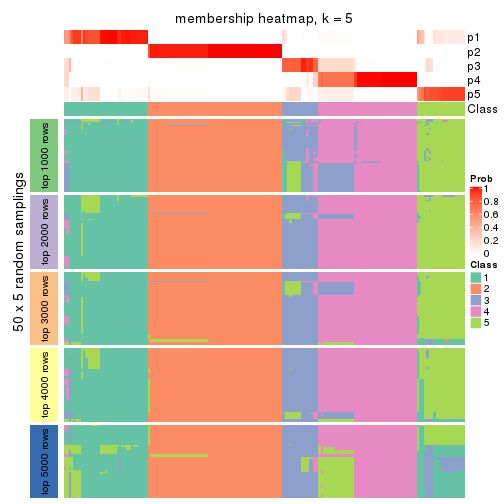 membership heatmap, k = 5
p1
p2
p3
p4
p5
Class
50 x 5 random samplings
top 1000 rows
top 2000 rows
top 3000 rows
top 4000 rows
top 5000 rows
Prob
1
0.8
0.6
0.4
0.2
0
Class
1
2
3
4
5